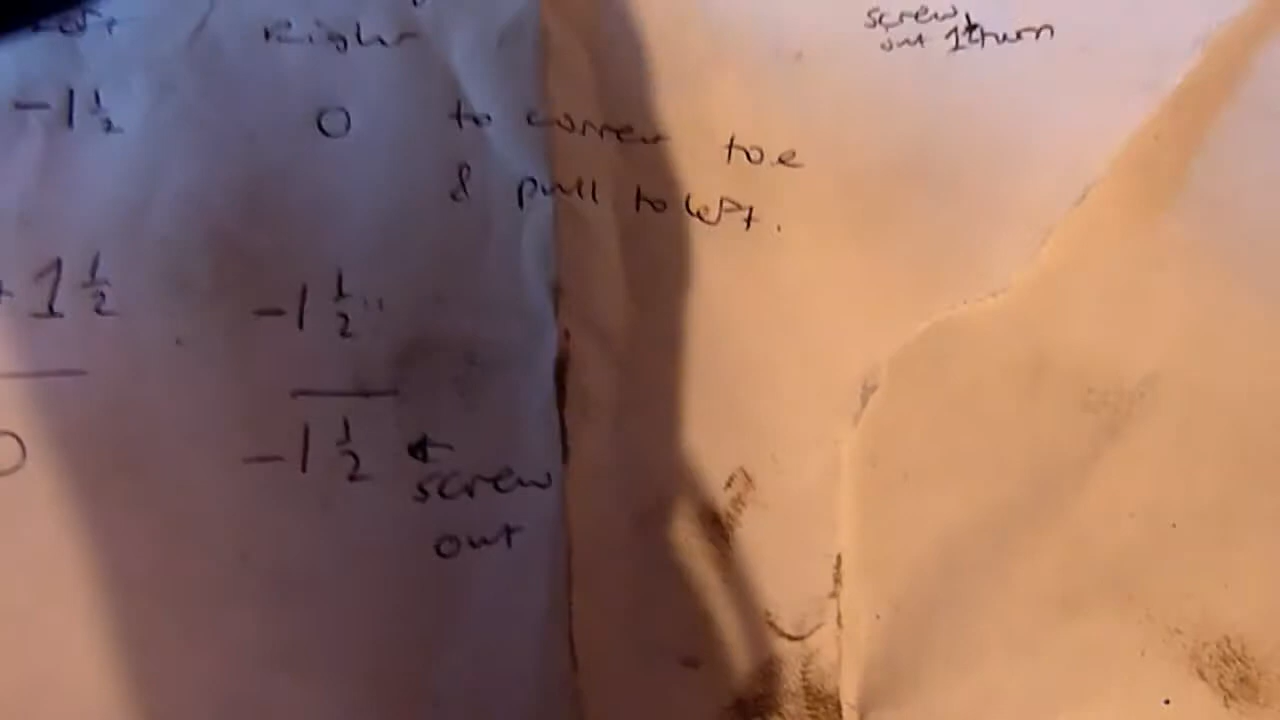 Left Right
-1 1/2 0 to correct toe
& pull to left.
+ 1 1/2 -1 1/2
0 -1 1/2 ← screw
out
screw
out 1 turn